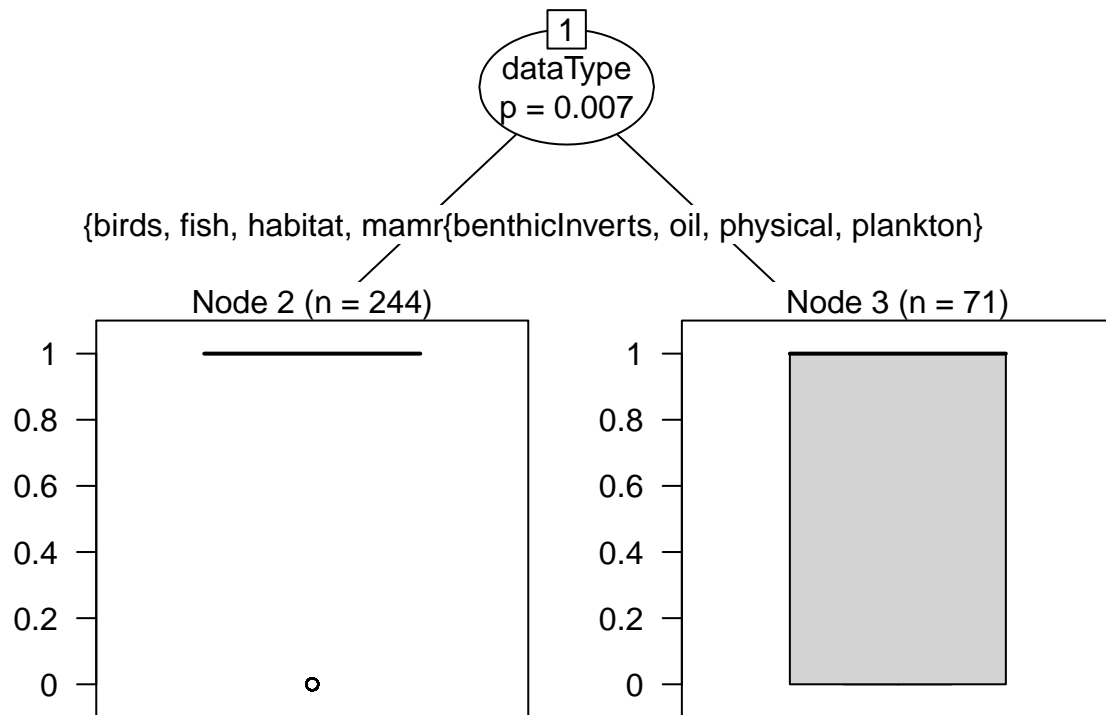 1
dataType
p = 0.007
{birds, fish, habitat, {benthicInverts, oil, physical, plankton}
Node 2 (n = 244)
1
0.8
0.6
0.4
0.2
0
Node 3 (n = 71)
1
0.8
0.6
0.4
0.2
0